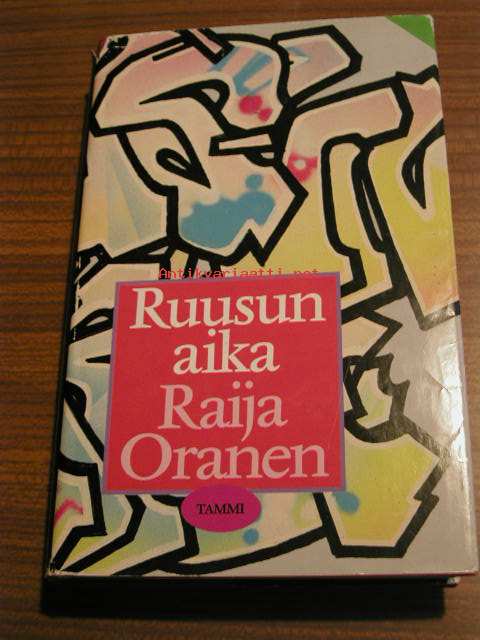 Antikvariaatti.net
Ruusun
aika
Raija
Oranen
TAMMI